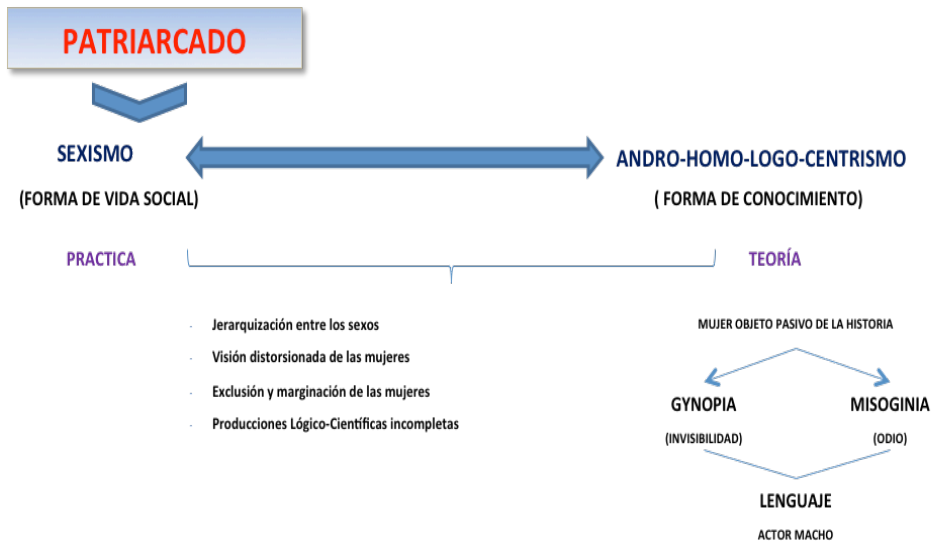 PATRIARCADO
SEXISMO
ANDRO-HOMO-LOGO-CENTRISMO
(FORMA DE VIDA SOCIAL)
( FORMA DE CONOCIMIENTO)
PRACTICA
TEORÍA
- Jerarquización entre los sexos
- Visión distorsionada de las mujeres
- Exclusión y marginación de las mujeres
- Producciones Lógico-Científicas incompletas
MUJER OBJETO PASIVO DE LA HISTORIA
GYNOPIA
MISOGINIA
(INVISIBILIDAD)
(ODIO)
LENGUAJE
ACTOR MACHO